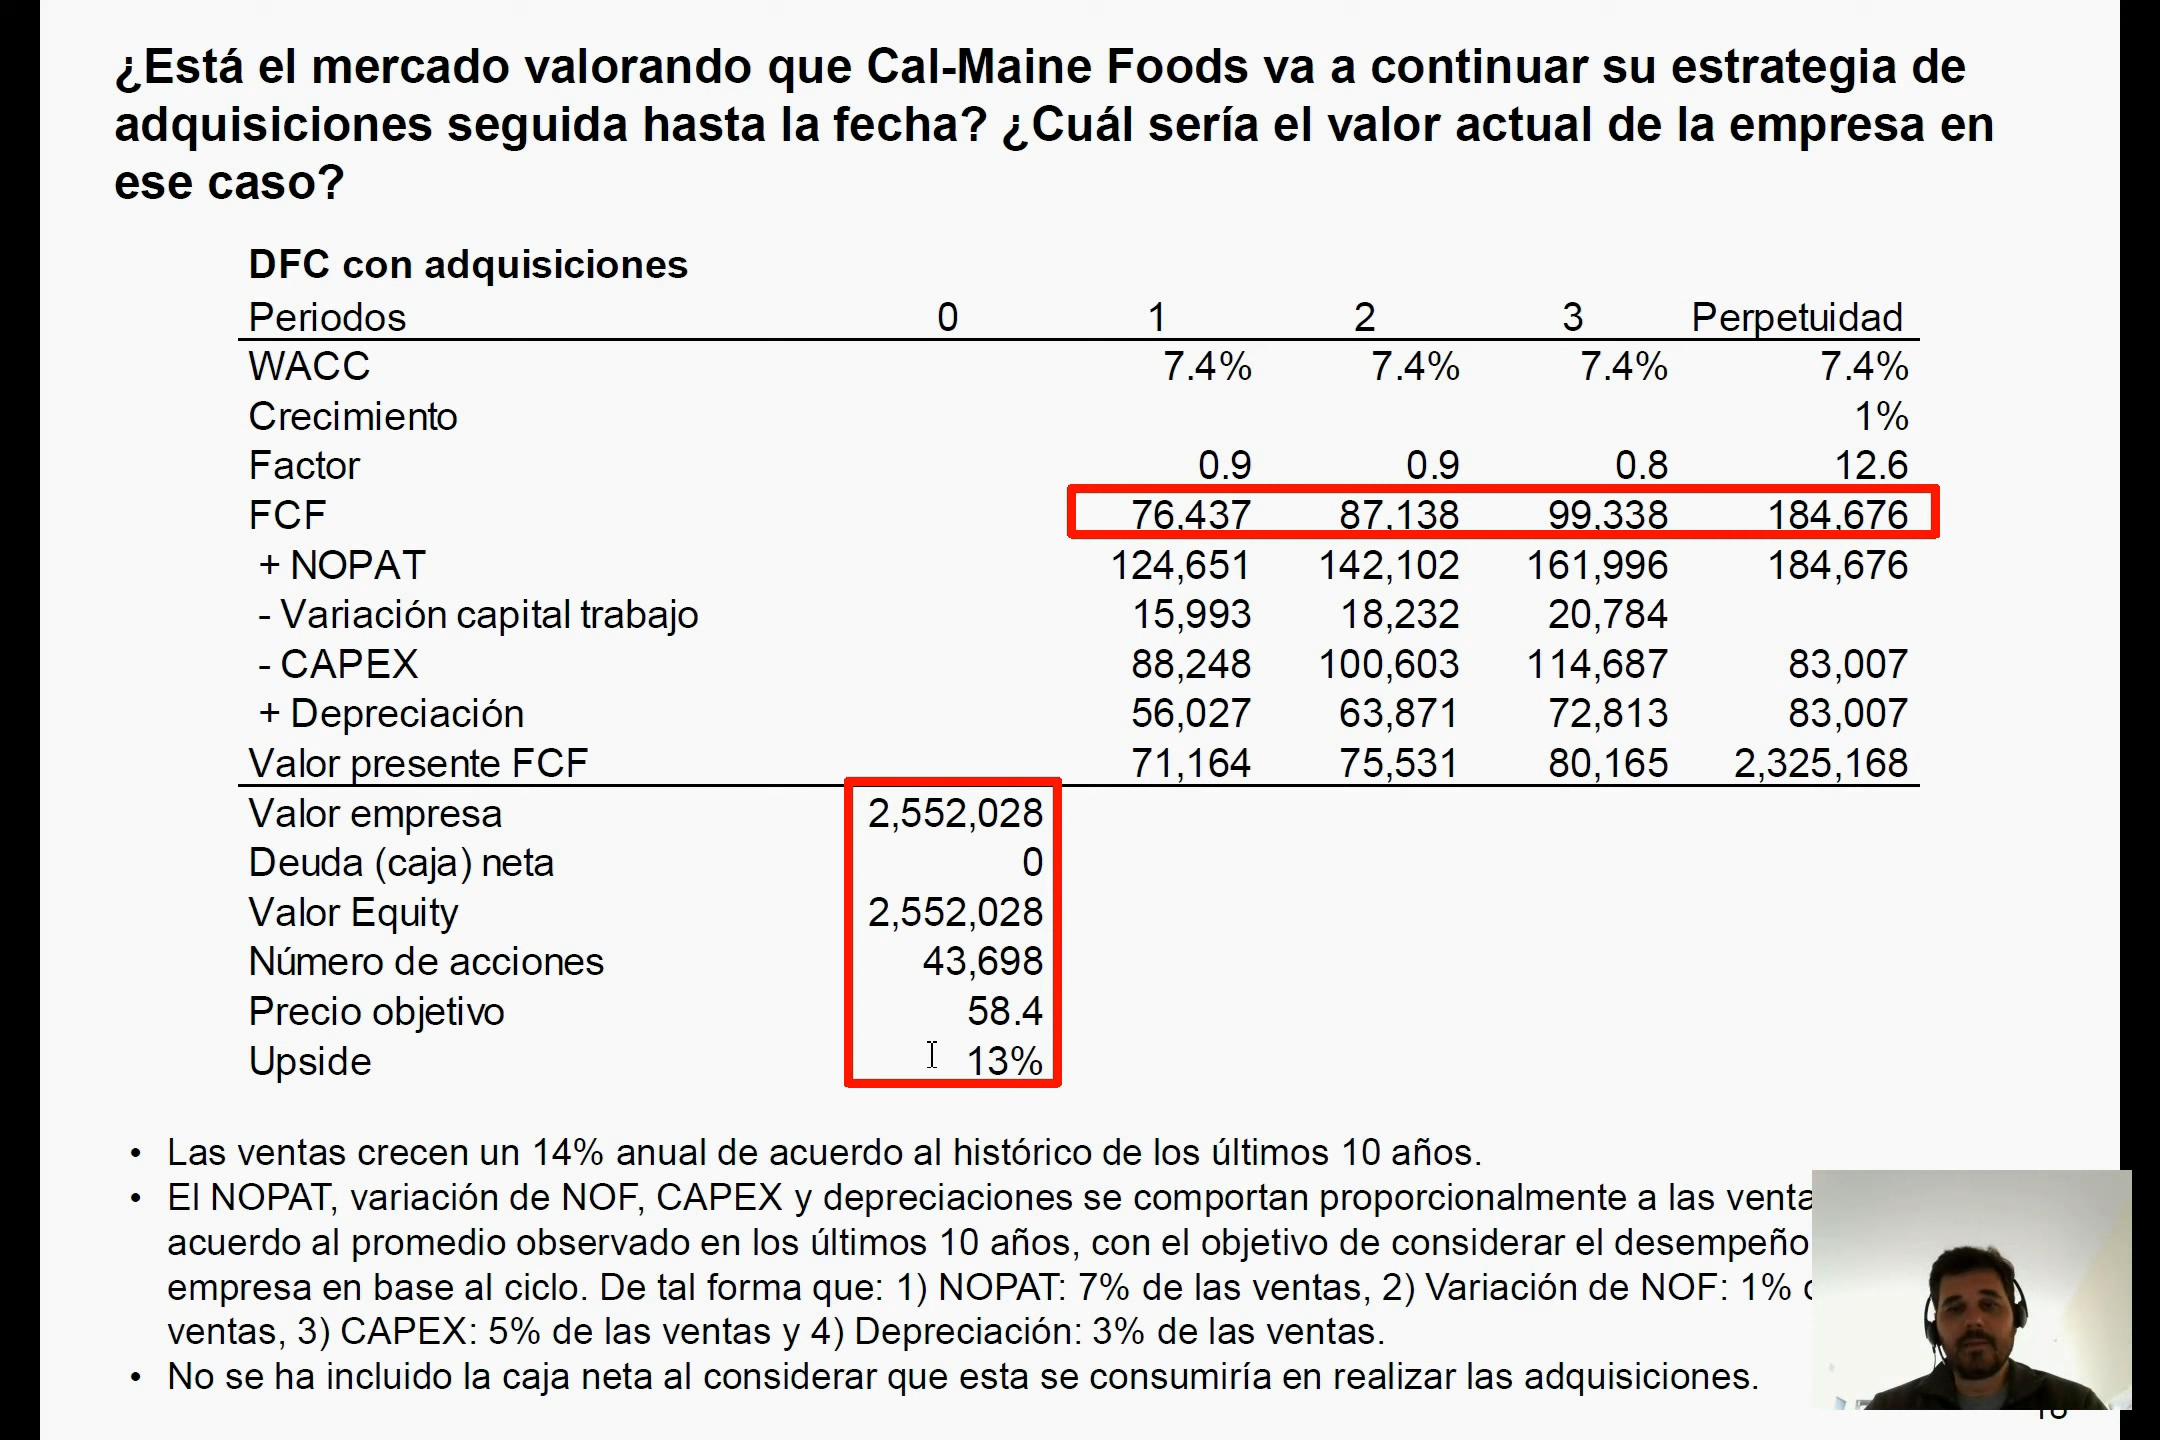 ¿Está el mercado valorando que Cal-Maine Foods va a continuar su estrategia de
adquisiciones seguida hasta la fecha? ¿Cuál sería el valor actual de la empresa en
ese caso?
DFC con adquisiciones
Periodos 0 1 2 3 Perpetuidad
WACC 7.4% 7.4% 7.4% 7.4%
Crecimiento 1%
Factor 0.9 0.9 0.8 12.6
FCF 76,437 87,138 99,338 184,676
+ NOPAT 124,651 142,102 161,996 184,676
- Variación capital trabajo 15,993 18,232 20,784
- CAPEX 88,248 100,603 114,687 83,007
+ Depreciación 56,027 63,871 72,813 83,007
Valor presente FCF 71,164 75,531 80,165 2,325,168
Valor empresa 2,552,028
Deuda (caja) neta 0
Valor Equity 2,552,028
Número de acciones 43,698
Precio objetivo 58.4
Upside 13%
• Las ventas crecen un 14% anual de acuerdo al histórico de los últimos 10 años.
• El NOPAT, variación de NOF, CAPEX y depreciaciones se comportan proporcionalmente a las
acuerdo al promedio observado en los últimos 10 años, con el objetivo de considerar el desempeño
empresa en base al ciclo. De tal forma que: 1) NOPAT: 7% de las ventas, 2) Variación de NOF: 1%
ventas, 3) CAPEX: 5% de las ventas y 4) Depreciación: 3% de las ventas.
• No se ha incluido la caja neta al considerar que esta se consumiría en realizar las adquisiciones.